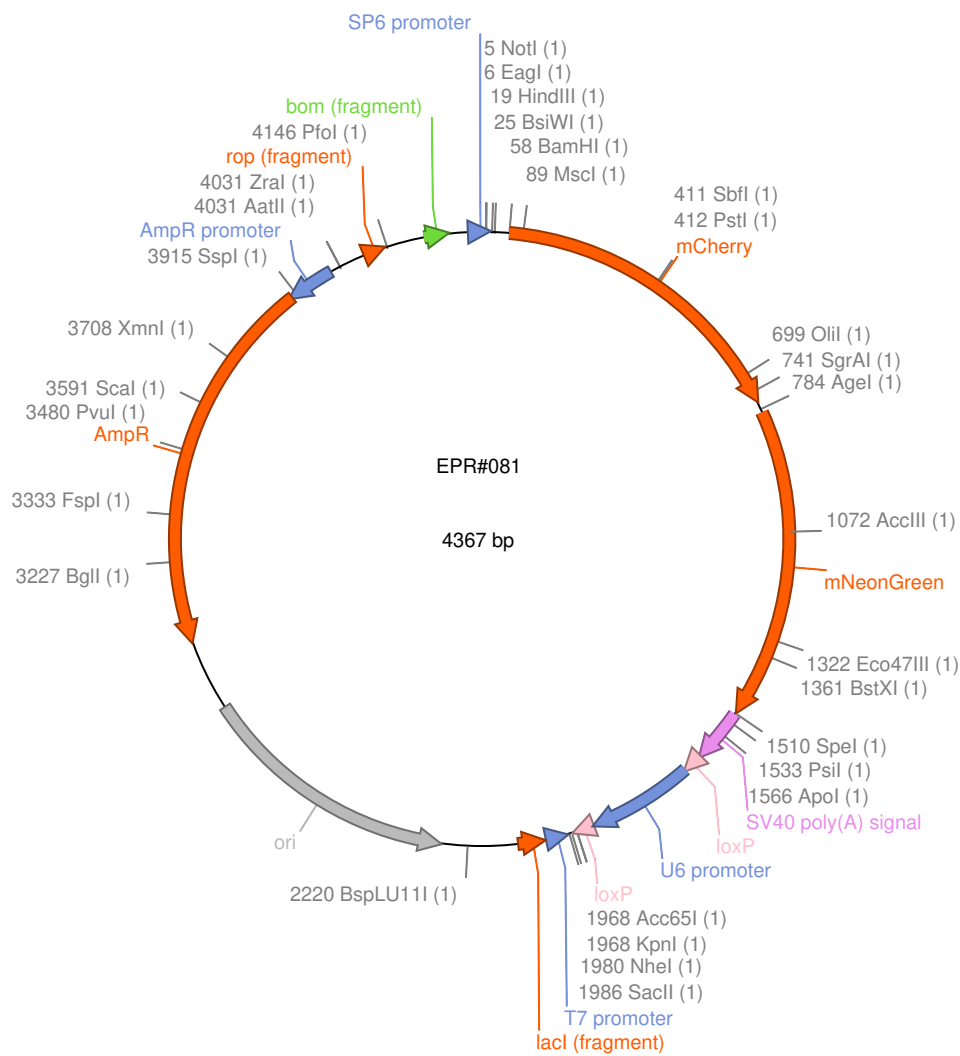 SP6 promoter
5 NotI (1)
6 EagI (1)
19 HindIII (1)
25 BsiWI (1)
58 BamHI (1)
89 MscI (1)
bom (fragment)
4146 PfoI (1)
rop (fragment)
4031 ZraI (1)
4031 AatII (1)
AmpR promoter
3915 SspI (1)
411 SbfI (1)
412 PstI (1)
mCherry
3708 XmnI (1)
699 OliI (1)
741 SgrAI (1)
784 AgeI (1)
3591 ScaI (1)
3480 PvuI (1)
AmpR
EPR#081
4367 bp
3333 FspI (1)
3227 BglI (1)
1072 AccIII (1)
mNeonGreen
1322 Eco47III (1)
1361 BstXI (1)
1510 SpeI (1)
1533 PsiI (1)
1566 ApoI (1)
SV40 poly(A) signal
loxP
U6 promoter
ori
2220 BspLU11I (1)
loxP
1968 Acc65I (1)
1968 KpnI (1)
1980 NheI (1)
1986 SacII (1)
T7 promoter
lacI (fragment)